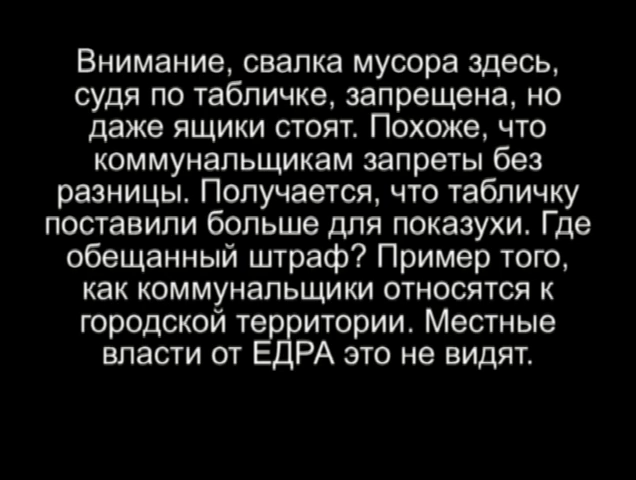 Внимание, свалка мусора здесь,
судя по табличке, запрещена, но
даже ящики стоят. Похоже, что
коммунальщикам запреты без
разницы. Получается, что табличку
поставили больше для показухи. Где
обещанный штраф? Пример того,
как коммунальщики относятся к
городской территории. Местные
власти от ЕДРА это не видят.